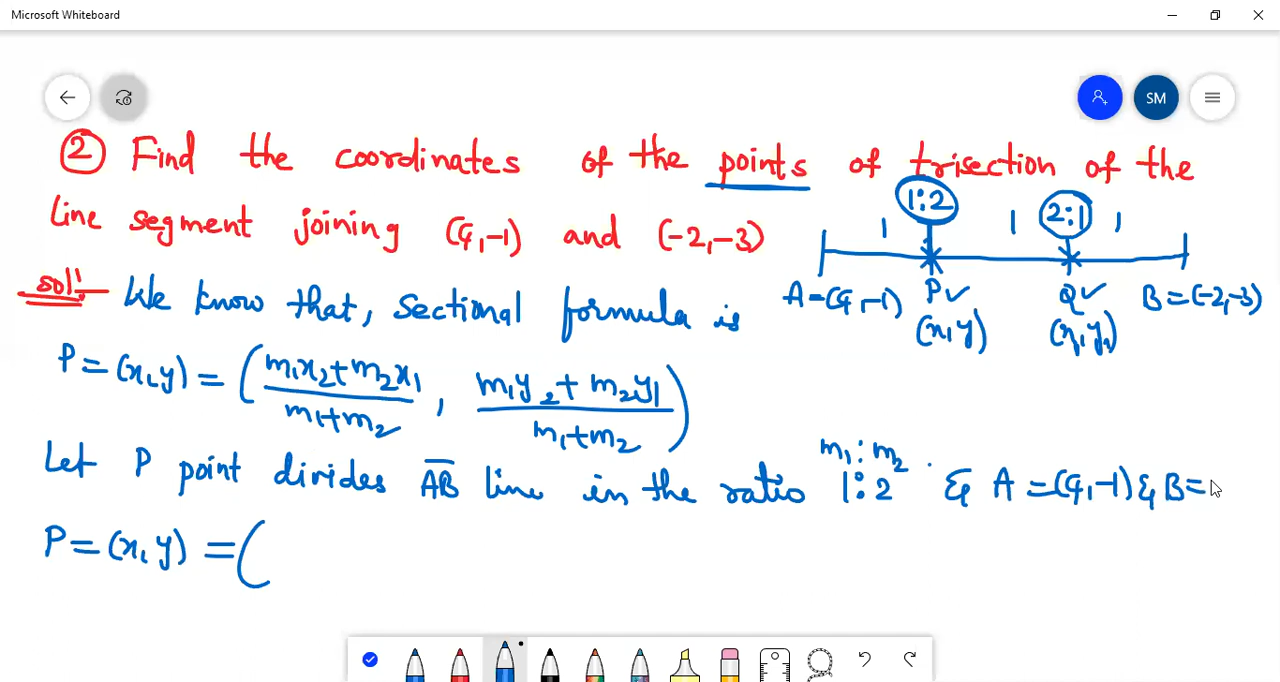 Microsoft Whiteboard
SM
② Find the coordinates of the points of trisection of the
line segment joining (4,-1) and (-2,-3)
1:2
2:1
1 1 1
A=(4,-1) P✓ Q✓ B=(-2,-3)
(x,y)
Sol:- We know that, sectional formula is
P=(x,y)=(m₁x₂+m₂x₁/m₁+m₂, m₁y₂+m₂y₁/m₁+m₂)
m₁:m₂
Let P point divides AB line in the ratio 1:2 & A=(4,-1) & B=
P=(x,y)=(